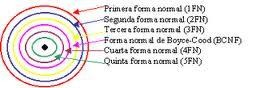 Primera forma normal (1FN)
Segunda forma normal (2FN)
Tercera forma normal (3FN)
Forma normal de Boyce-Cood (BCNF)
Cuarta forma normal (4FN)
Quinta forma normal (5FN)